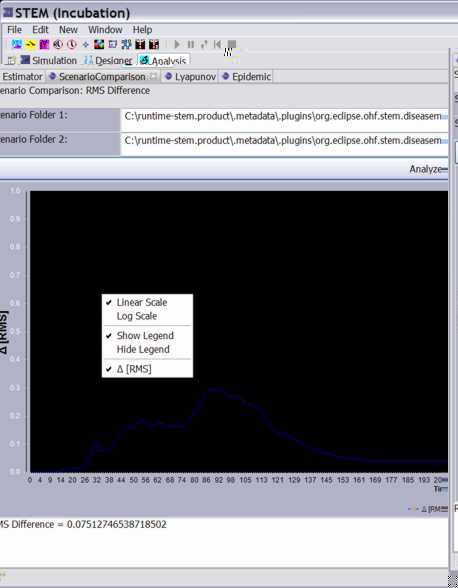 STEM (Incubation)
File Edit New Window Help
Simulation Designer Analysis
Estimator ScenarioComparison Lyapunov Epidemic
enario Comparison: RMS Difference
enario Folder 1: C:\runtime-stem.product\.metadata\.plugins\org.eclipse.ohf.stem.diseasem
enario Folder 2: C:\runtime-stem.product\.metadata\.plugins\org.eclipse.ohf.stem.diseasem
Analyze
1.0
0.9
0.8
0.7
0.6
0.5
0.4
0.3
0.2
0.1
0.0
Δ [RMS]
Linear Scale
Log Scale
Show Legend
Hide Legend
Δ [RMS]
0 4 9 14 20 26 32 38 44 50 56 62 68 74 80 86 92 98 105 113 121 129 137 145 153 161 169 177 185 193 20
Ti
Δ [RM
MS Difference = 0.07512746538718502